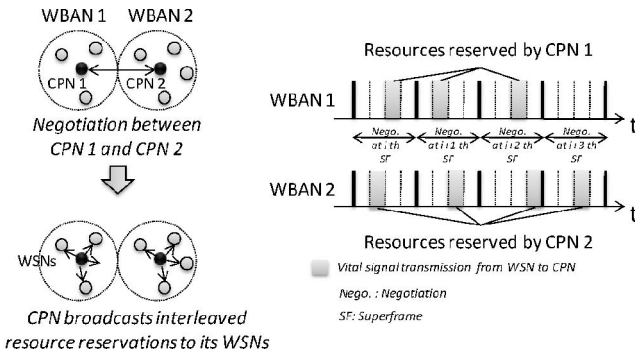 WBAN 1 WBAN 2
CPN 1 CPN 2
Negotiation between
CPN 1 and CPN 2
WSNs
CPN broadcasts interleaved
resource reservations to its WSNs
Resources reserved by CPN 1
WBAN 1
t
Nego. Nego. Nego. Nego.
at i th at i+1 th at i+2 th at i+3 th
SF SF SF SF
WBAN 2
t
Resources reserved by CPN 2
Vital signal transmission from WSN to CPN
Nego. : Negotiation
SF: Superframe